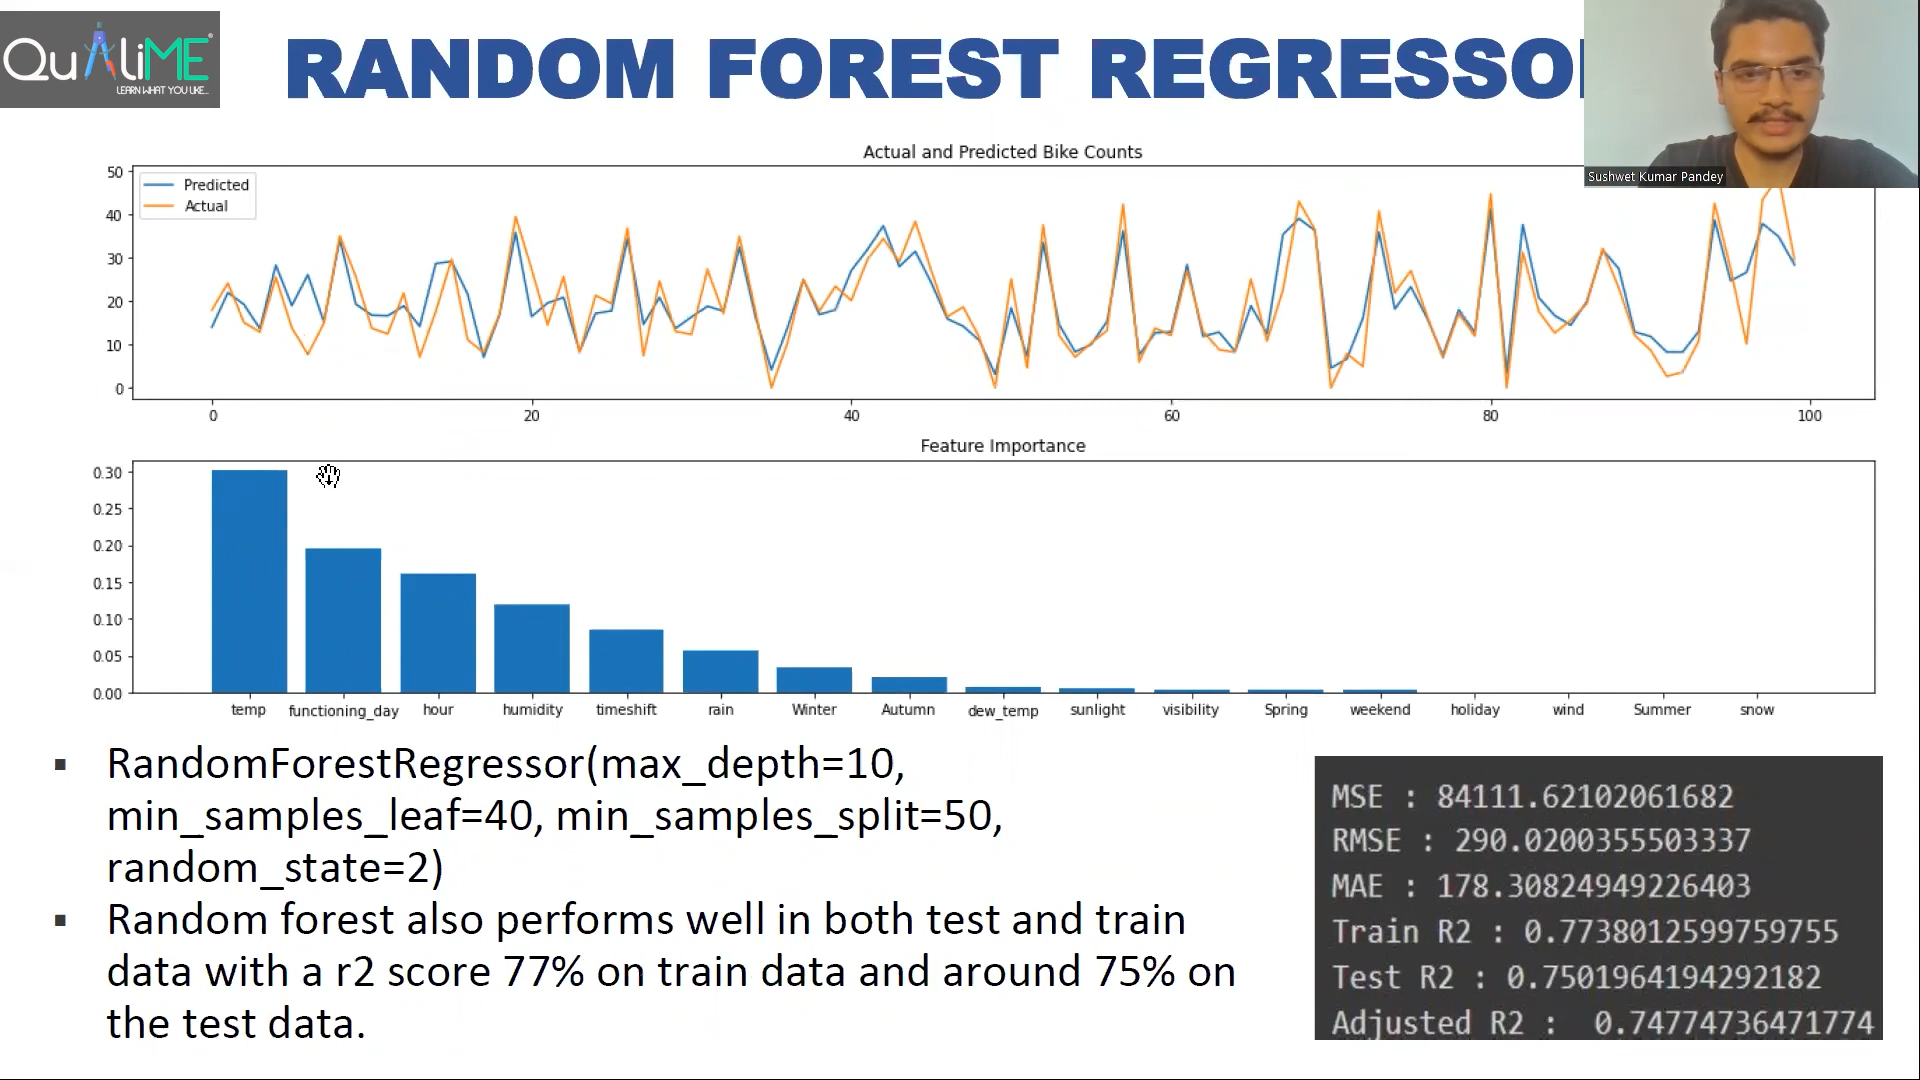 QuALiME
LEARN WHAT YOU LIKE...
RANDOM FOREST REGRESSO
Sushwet Kumar Pandey
Actual and Predicted Bike Counts
Predicted
Actual
50
40
30
20
10
0
0 20 40 60 80 100
Feature Importance
0.30
0.25
0.20
0.15
0.10
0.05
0.00
temp functioning_day hour humidity timeshift rain Winter Autumn dew_temp sunlight visibility Spring weekend holiday wind Summer snow
▪ RandomForestRegressor(max_depth=10,
min_samples_leaf=40, min_samples_split=50,
random_state=2)
▪ Random forest also performs well in both test and train
data with a r2 score 77% on train data and around 75% on
the test data.
MSE : 84111.62102061682
RMSE : 290.0200355503337
MAE : 178.30824949226403
Train R2 : 0.7738012599759755
Test R2 : 0.7501964194292182
Adjusted R2 : 0.74774736471774